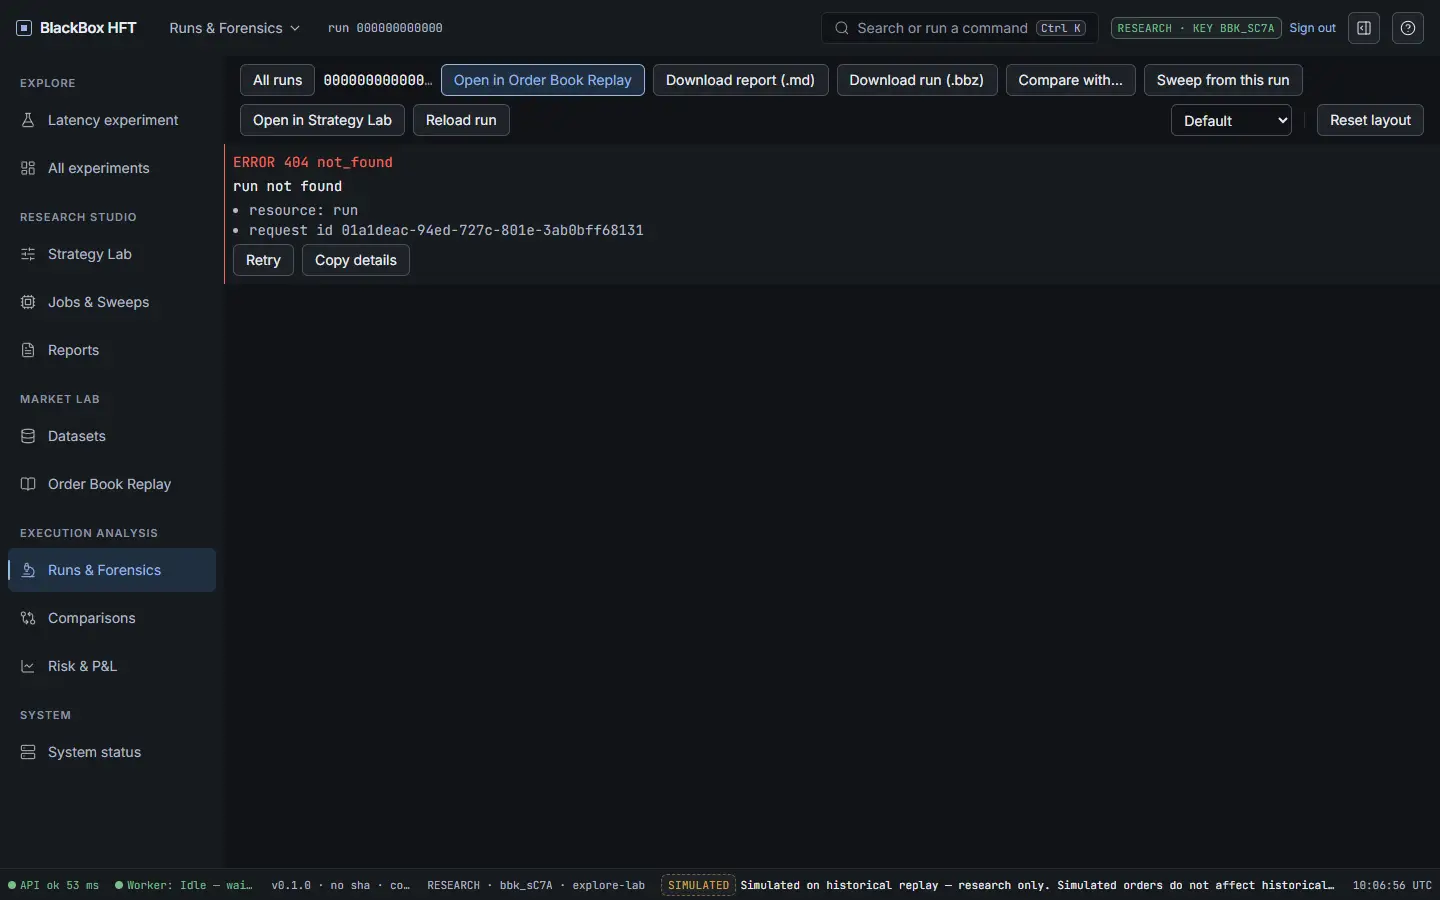 BlackBox HFT
Runs & Forensics
run 000000000000
Search or run a command
Ctrl K
RESEARCH · KEY BBK_SC7A
Sign out
EXPLORE
Latency experiment
All experiments
RESEARCH STUDIO
Strategy Lab
Jobs & Sweeps
Reports
MARKET LAB
Datasets
Order Book Replay
EXECUTION ANALYSIS
Runs & Forensics
Comparisons
Risk & P&L
SYSTEM
System status
All runs
000000000000…
Open in Order Book Replay
Download report (.md)
Download run (.bbz)
Compare with...
Sweep from this run
Open in Strategy Lab
Reload run
Default
Reset layout
ERROR 404 not_found
run not found
• resource: run
• request id 01a1deac-94ed-727c-801e-3ab0bff68131
Retry
Copy details
API ok 53 ms
Worker: Idle — wai…
v0.1.0 · no sha · co…
RESEARCH · bbk_sC7A · explore-lab
SIMULATED
Simulated on historical replay — research only. Simulated orders do not affect historical…
10:06:56 UTC